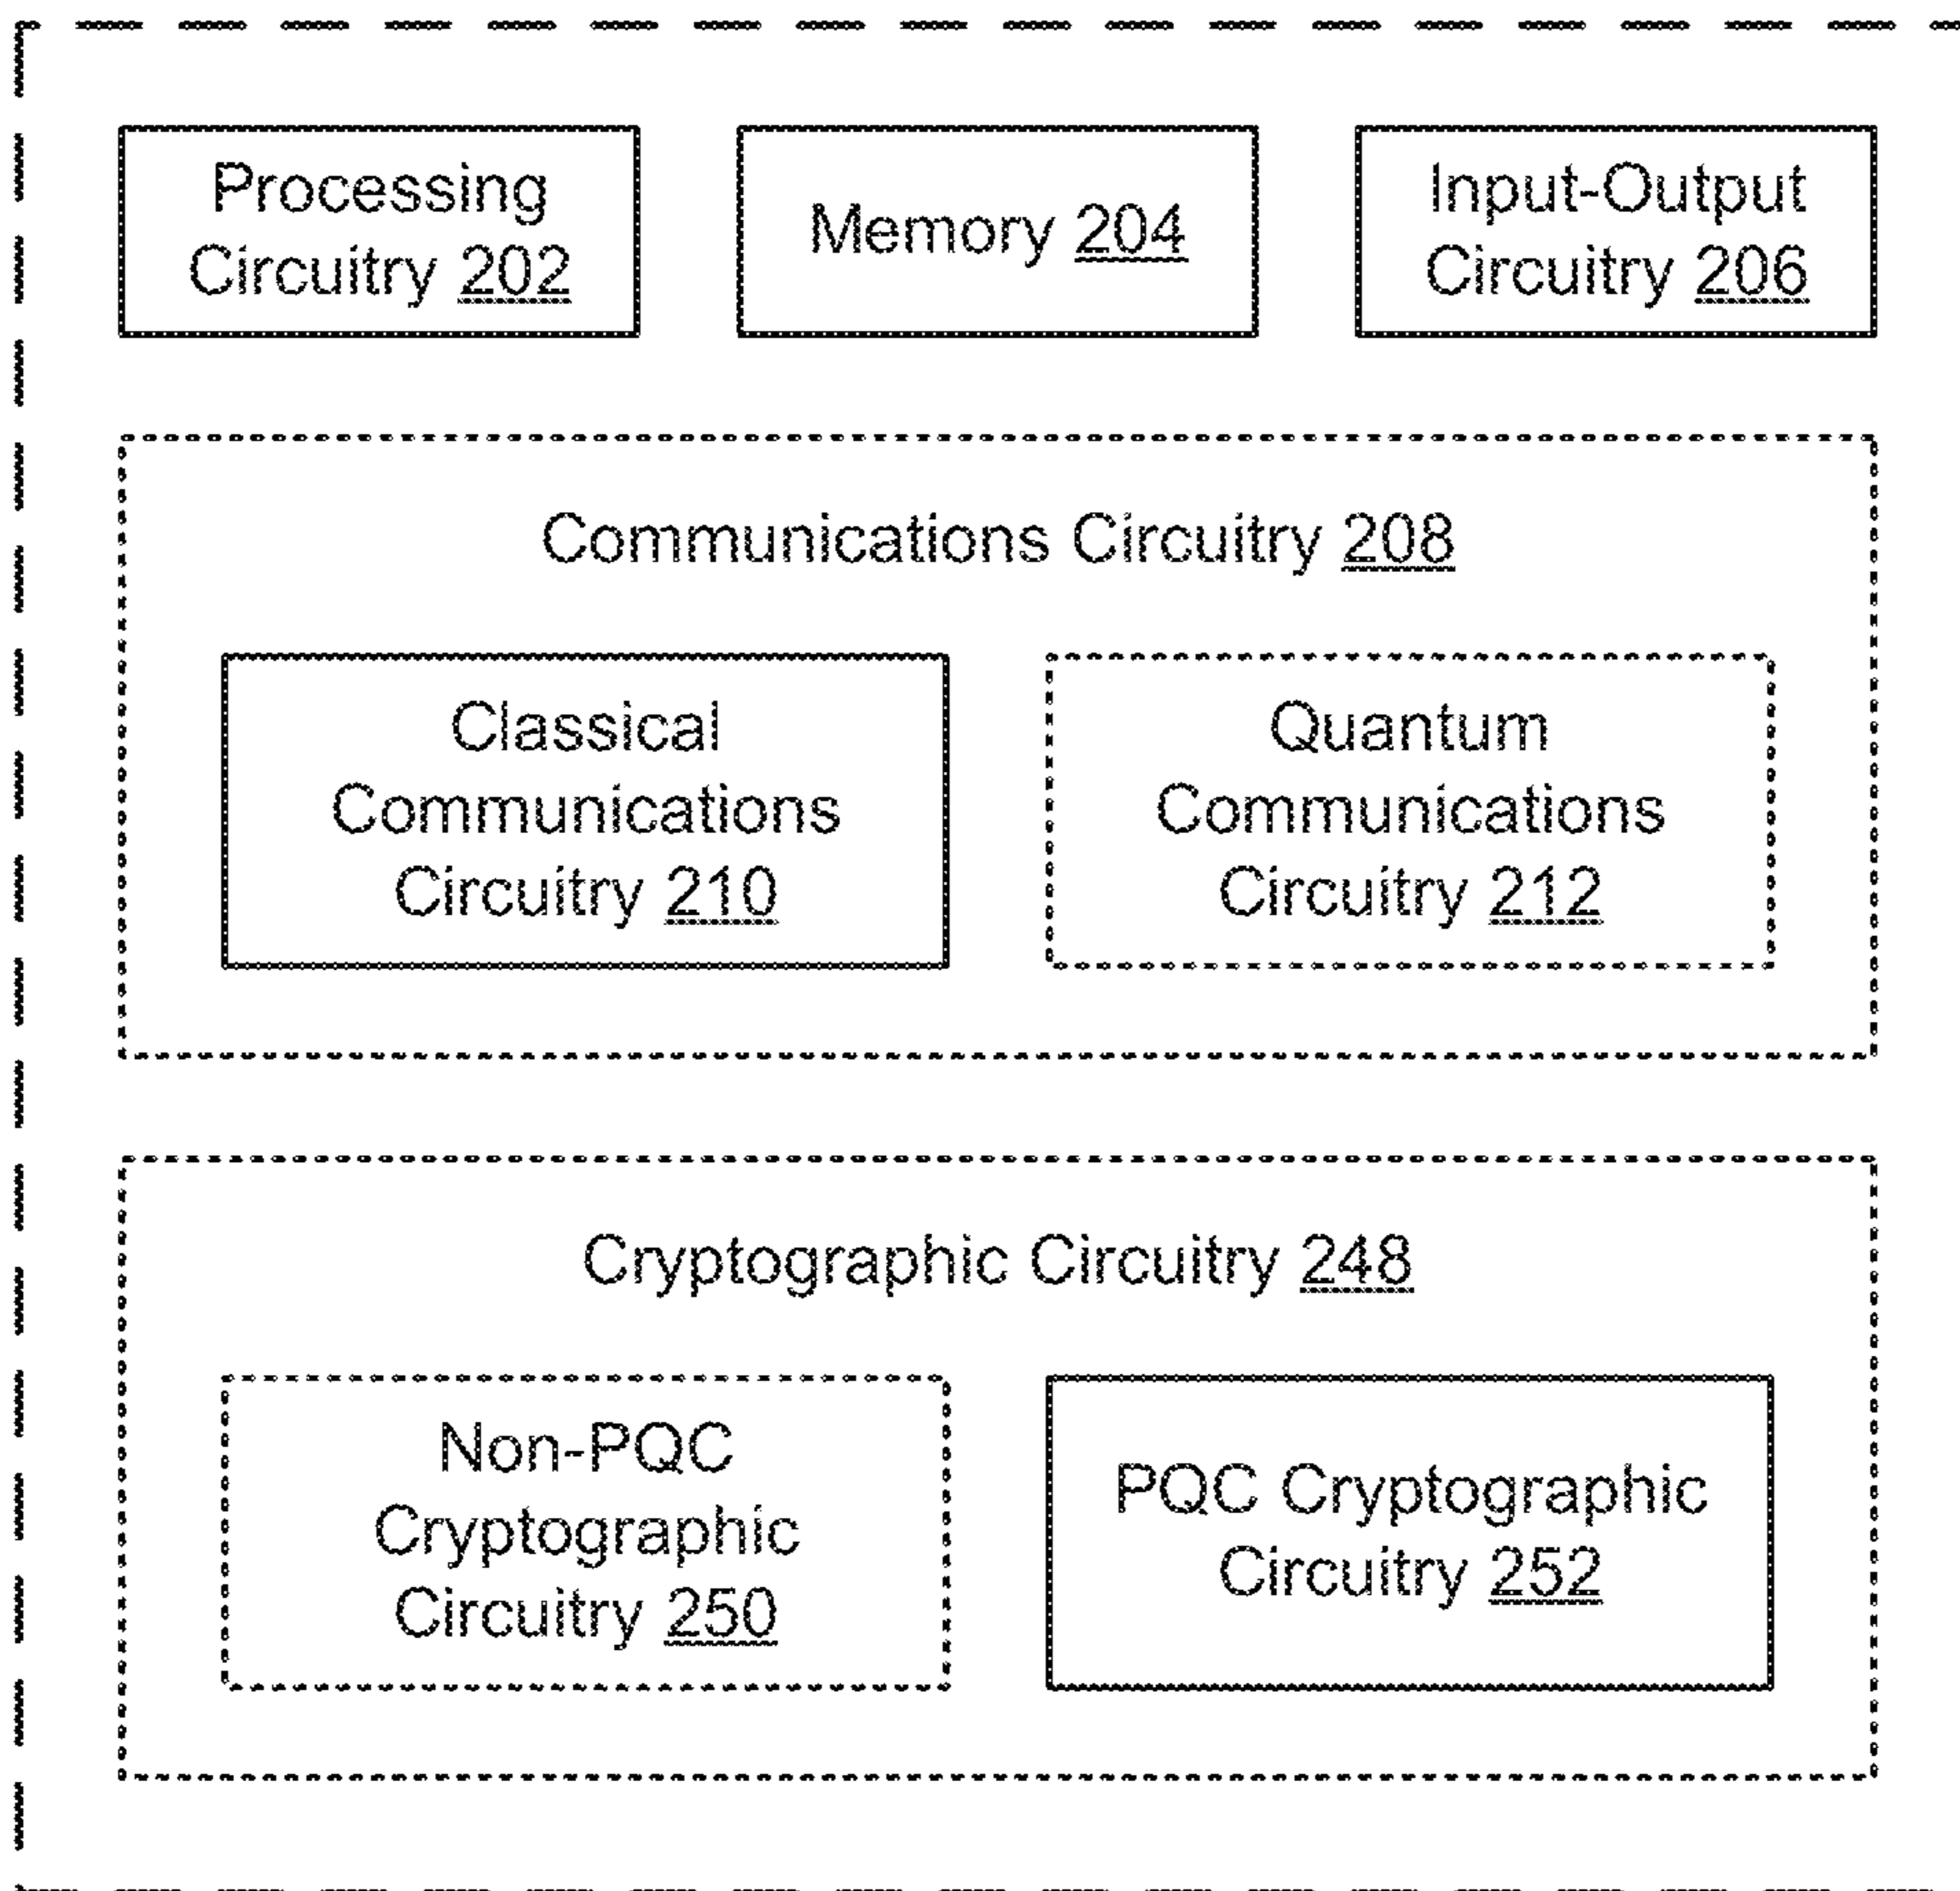 Processing
Circuitry 202
Memory 204
Input-Output
Circuitry 206
Communications Circuitry 208
Classical
Communications
Circuitry 210
Quantum
Communications
Circuitry 212
Cryptographic Circuitry 248
Non-PQC
Cryptographic
Circuitry 250
PQC Cryptographic
Circuitry 252